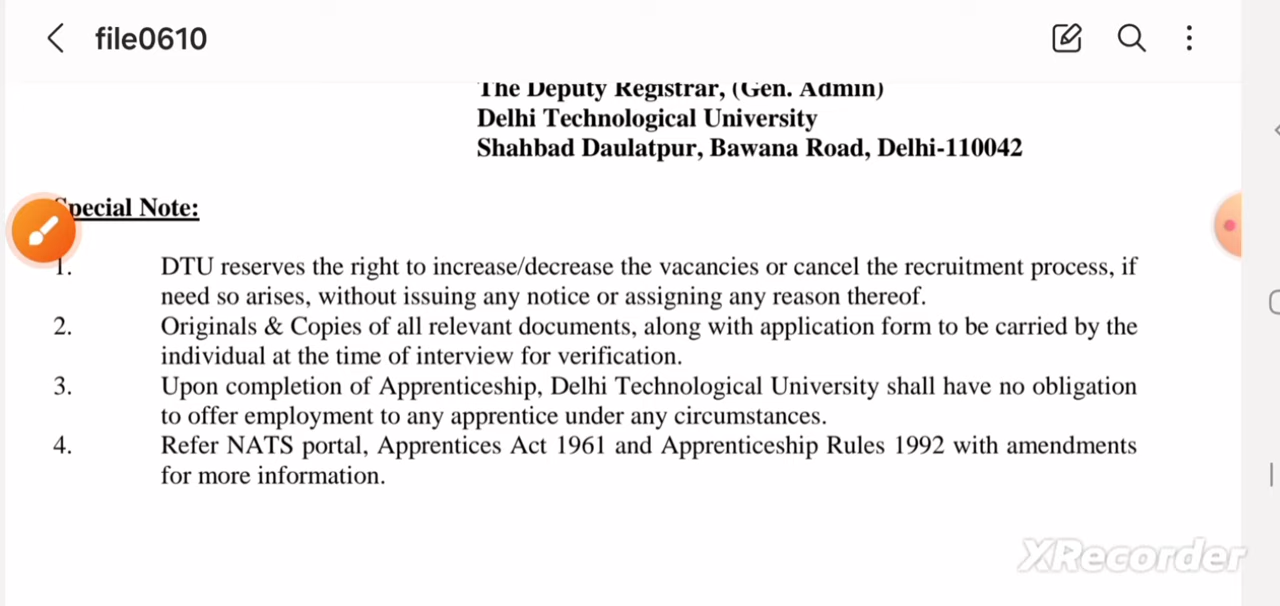 file0610
The Deputy Registrar, (Gen. Admin)
Delhi Technological University
Shahbad Daulatpur, Bawana Road, Delhi-110042
Special Note:
1. DTU reserves the right to increase/decrease the vacancies or cancel the recruitment process, if
need so arises, without issuing any notice or assigning any reason thereof.
2. Originals & Copies of all relevant documents, along with application form to be carried by the
individual at the time of interview for verification.
3. Upon completion of Apprenticeship, Delhi Technological University shall have no obligation
to offer employment to any apprentice under any circumstances.
4. Refer NATS portal, Apprentices Act 1961 and Apprenticeship Rules 1992 with amendments
for more information.
XRecorder